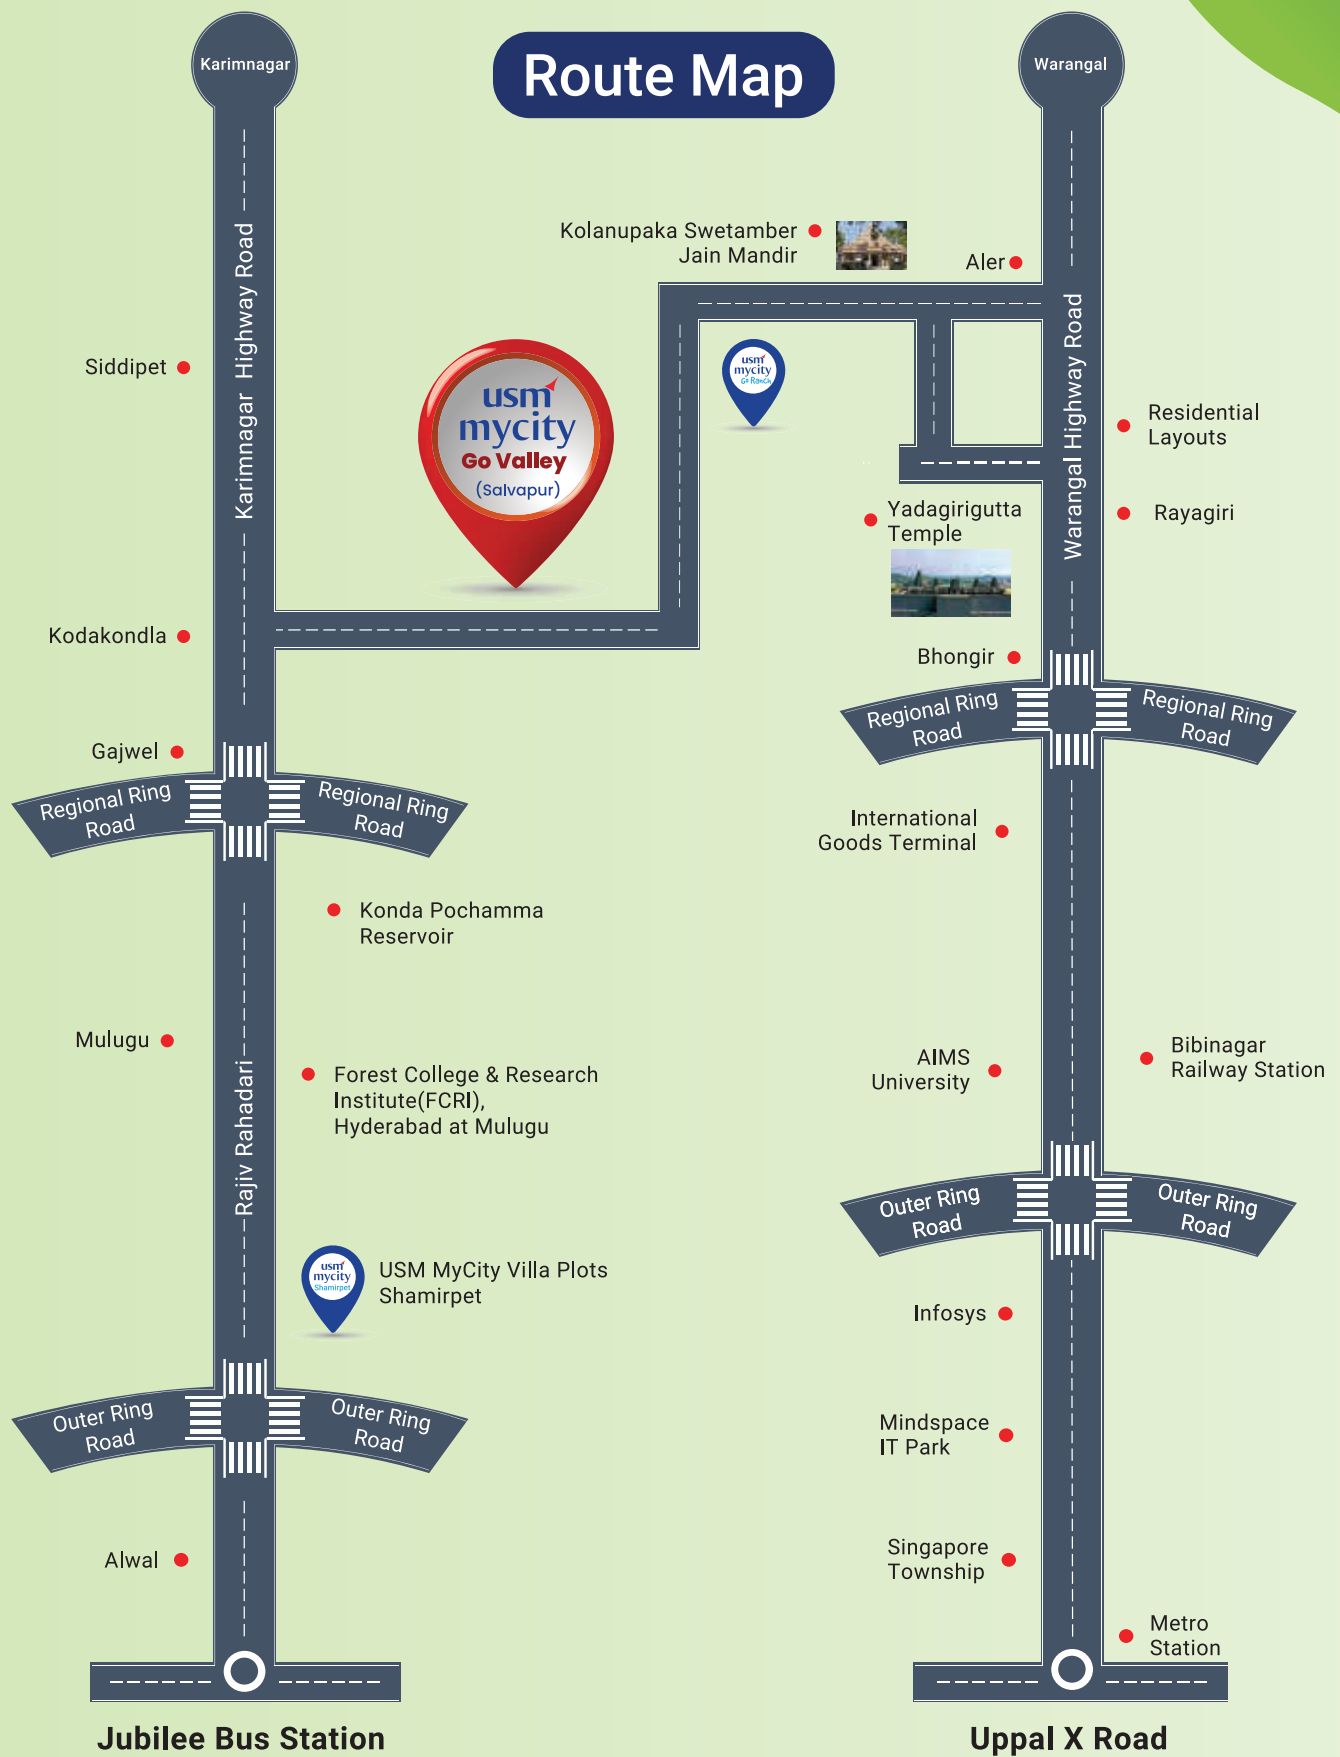 Route Map
Karimnagar
Warangal
Kolanupaka Swetamber
Jain Mandir
Aler
Karimnagar Highway Road
Warangal Highway Road
Siddipet
usm
mycity
Go Valley
(Salvapur)
usm
mycity
Go Ranch
Residential
Layouts
Yadagirigutta
Temple
Rayagiri
Kodakondla
Bhongir
Regional Ring
Road
Regional Ring
Road
Gajwel
Regional Ring
Road
Regional Ring
Road
International
Goods Terminal
Konda Pochamma
Reservoir
Mulugu
Forest College & Research
Institute(FCRI),
Hyderabad at Mulugu
Rajiv Rahadari
AIMS
University
Bibinagar
Railway Station
Outer Ring
Road
Outer Ring
Road
usm
mycity
Shamirpet
USM MyCity Villa Plots
Shamirpet
Infosys
Outer Ring
Road
Outer Ring
Road
Mindspace
IT Park
Alwal
Singapore
Township
Metro
Station
Jubilee Bus Station
Uppal X Road